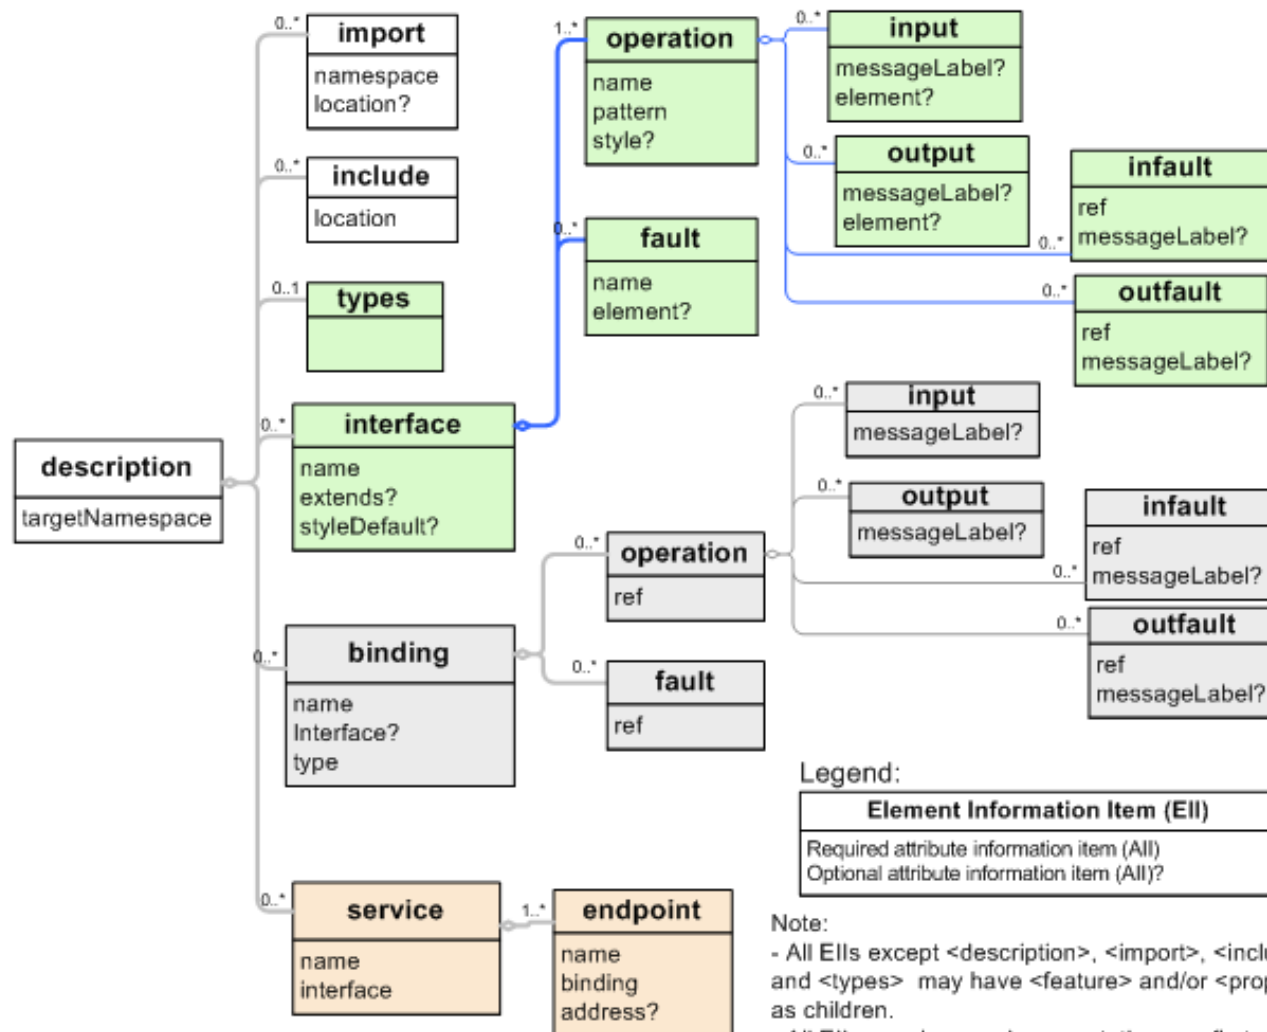 0..*
import
namespace
location?
0..*
include
location
0..1
types
0..*
interface
name
extends?
styleDefault?
description
targetNamespace
0..*
binding
name
Interface?
type
0..*
service
name
interface
1..*
endpoint
name
binding
address?
1..*
operation
name
pattern
style?
0..*
fault
name
element?
0..*
input
messageLabel?
element?
0..*
output
messageLabel?
element?
0..*
infault
ref
messageLabel?
0..*
outfault
ref
messageLabel?
0..*
operation
ref
0..*
fault
ref
0..*
input
messageLabel?
0..*
output
messageLabel?
0..*
infault
ref
messageLabel?
0..*
outfault
ref
messageLabel?
Legend:
Element Information Item (EII)
Required attribute information item (AII)
Optional attribute information item (AII)?
Note:
- All EIIs except <description>, <import>,
and <types> may have <feature> and/or
as children.